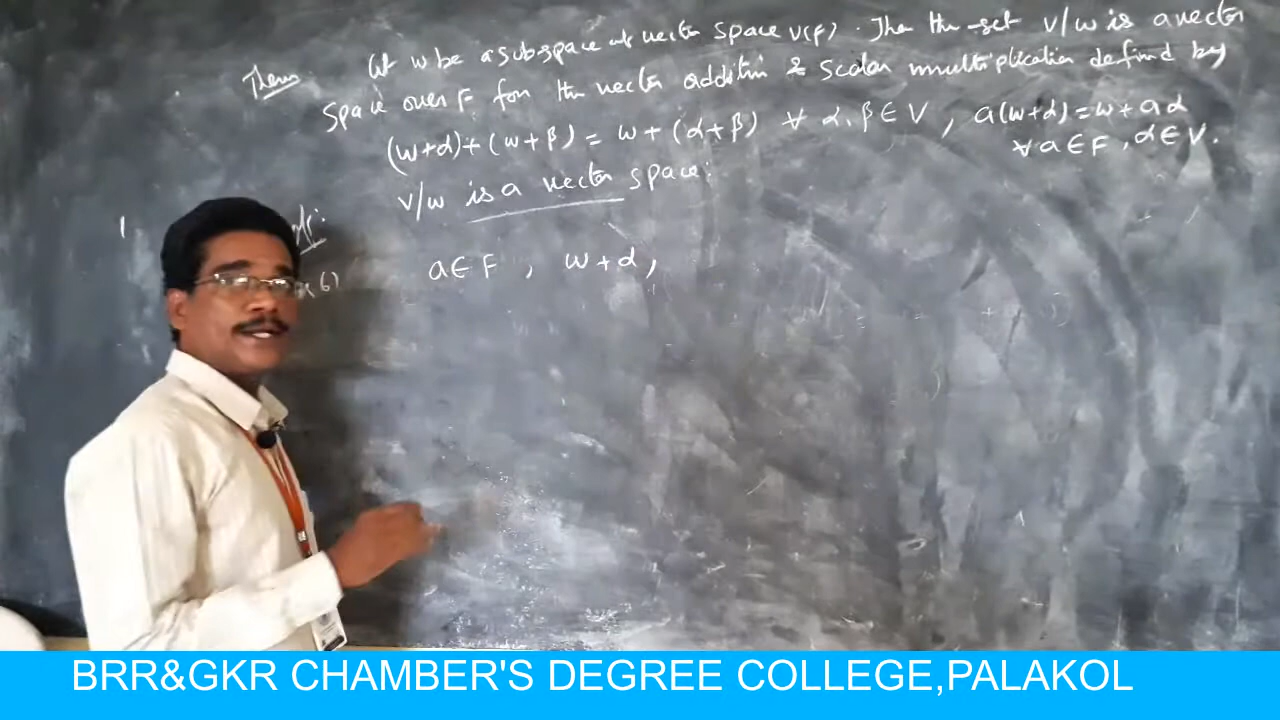 Them. Let W be a subspace of vector space V(F). Then the set V/W is a vector
space over F for the vector addition & scalar multiplication defined by
(W+α)+(W+β) = W+(α+β) ∀ α, β ∈ V, a(W+α) = W+aα
∀ a ∈ F, α ∈ V.
V/W is a vector space:
a ∈ F , W+α,
BRR&GKR CHAMBER'S DEGREE COLLEGE,PALAKOL